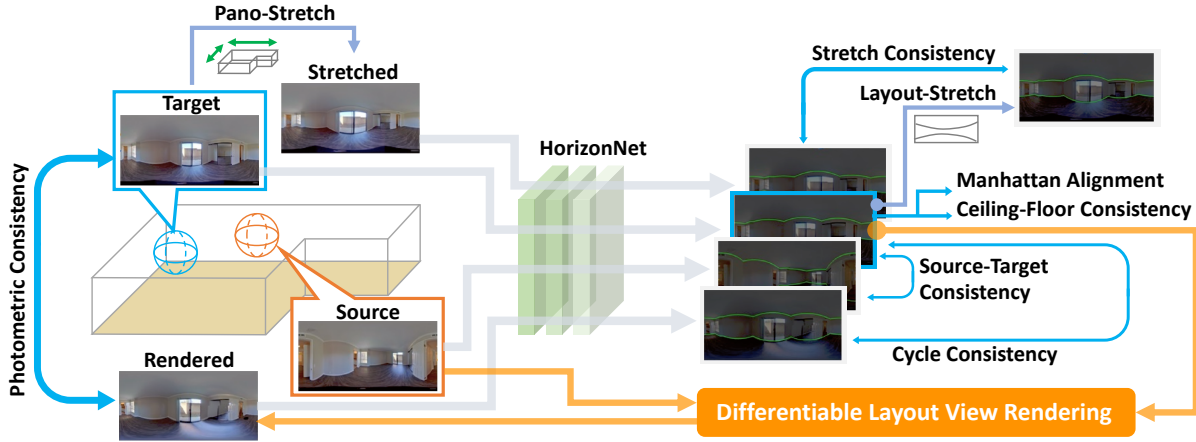 Pano-Stretch
Stretched
Target
Stretch Consistency
Layout-Stretch
HorizonNet
Manhattan Alignment
Ceiling-Floor Consistency
Source-Target
Consistency
Cycle Consistency
Photometric Consistency
Source
Rendered
Differentiable Layout View Rendering